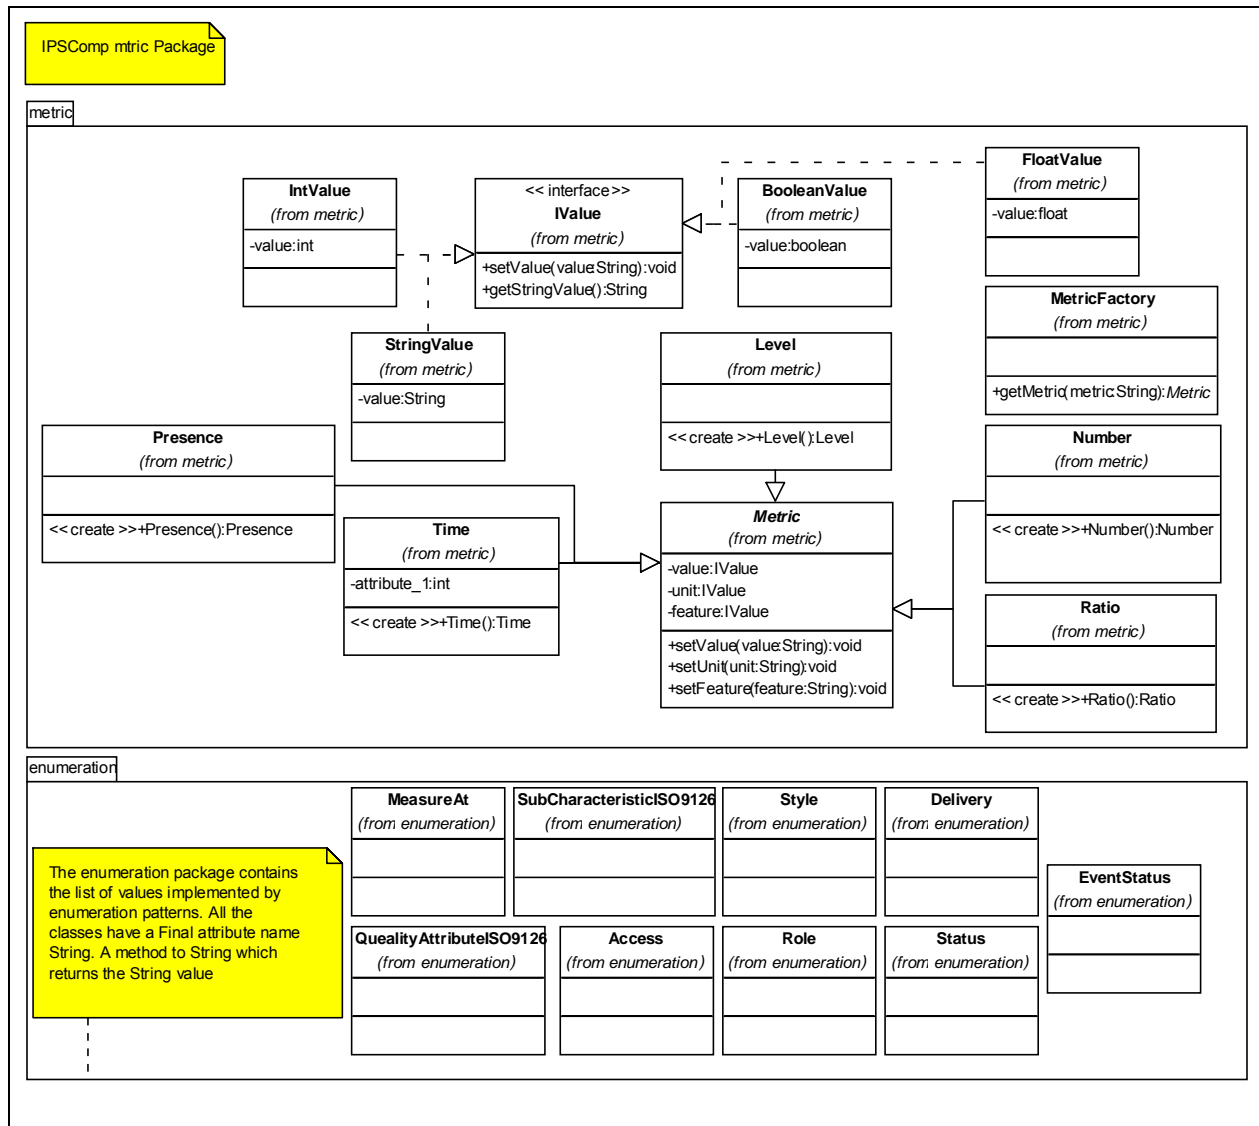 IPSComp mtric Package
metric
IntValue
(from metric)
-value:int
<< interface >>
IValue
(from metric)
+setValue(value:String):void
+getStringValue():String
BooleanValue
(from metric)
-value:boolean
FloatValue
(from metric)
-value:float
MetricFactory
(from metric)
+getMetric(metric:String):Metric
StringValue
(from metric)
-value:String
Level
(from metric)
<< create >>+Level():Level
Presence
(from metric)
<< create >>+Presence():Presence
Time
(from metric)
-attribute_1:int
<< create >>+Time():Time
Metric
(from metric)
-value:IValue
-unit:IValue
-feature:IValue
+setValue(value:String):void
+setUnit(unit:String):void
+setFeature(feature:String):void
Number
(from metric)
<< create >>+Number():Number
Ratio
(from metric)
<< create >>+Ratio():Ratio
enumeration
The enumeration package contains
the list of values implemented by
enumeration patterns. All the
classes have a Final attribute name
String. A method to String which
returns the String value
MeasureAt
(from enumeration)
SubCharacteristicISO9126
(from enumeration)
Style
(from enumeration)
Delivery
(from enumeration)
EventStatus
(from enumeration)
QuealityAttributeISO9126
(from enumeration)
Access
(from enumeration)
Role
(from enumeration)
Status
(from enumeration)